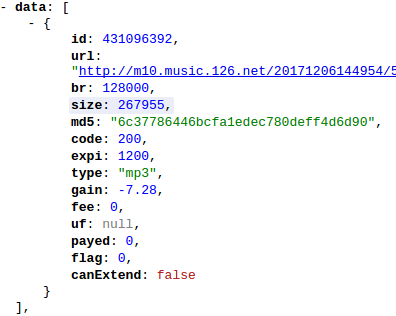 - data: [
- {
id: 431096392,
url:
"http://m10.music.126.net/20171206144954/5
br: 128000,
size: 267955,
md5: "6c37786446bcfa1edec780deff4d6d90",
code: 200,
expi: 1200,
type: "mp3",
gain: -7.28,
fee: 0,
uf: null,
payed: 0,
flag: 0,
canExtend: false
}
],